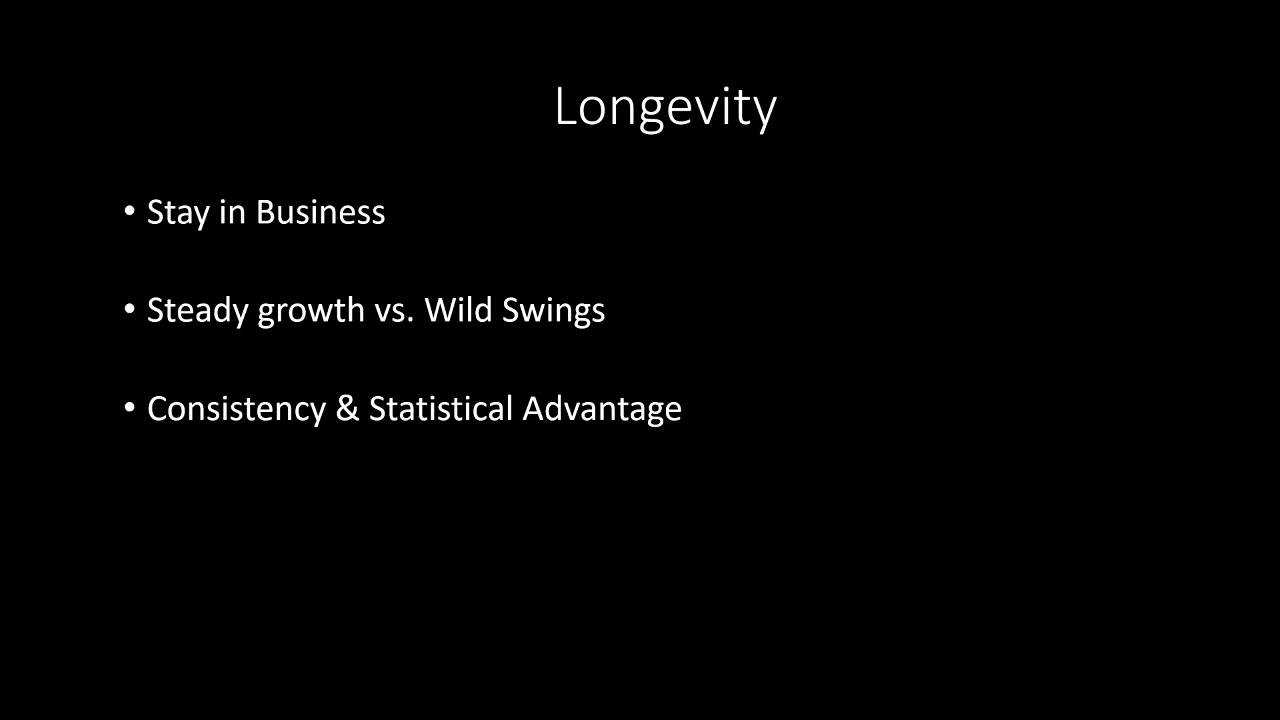 Longevity
• Stay in Business
• Steady growth vs. Wild Swings
• Consistency & Statistical Advantage